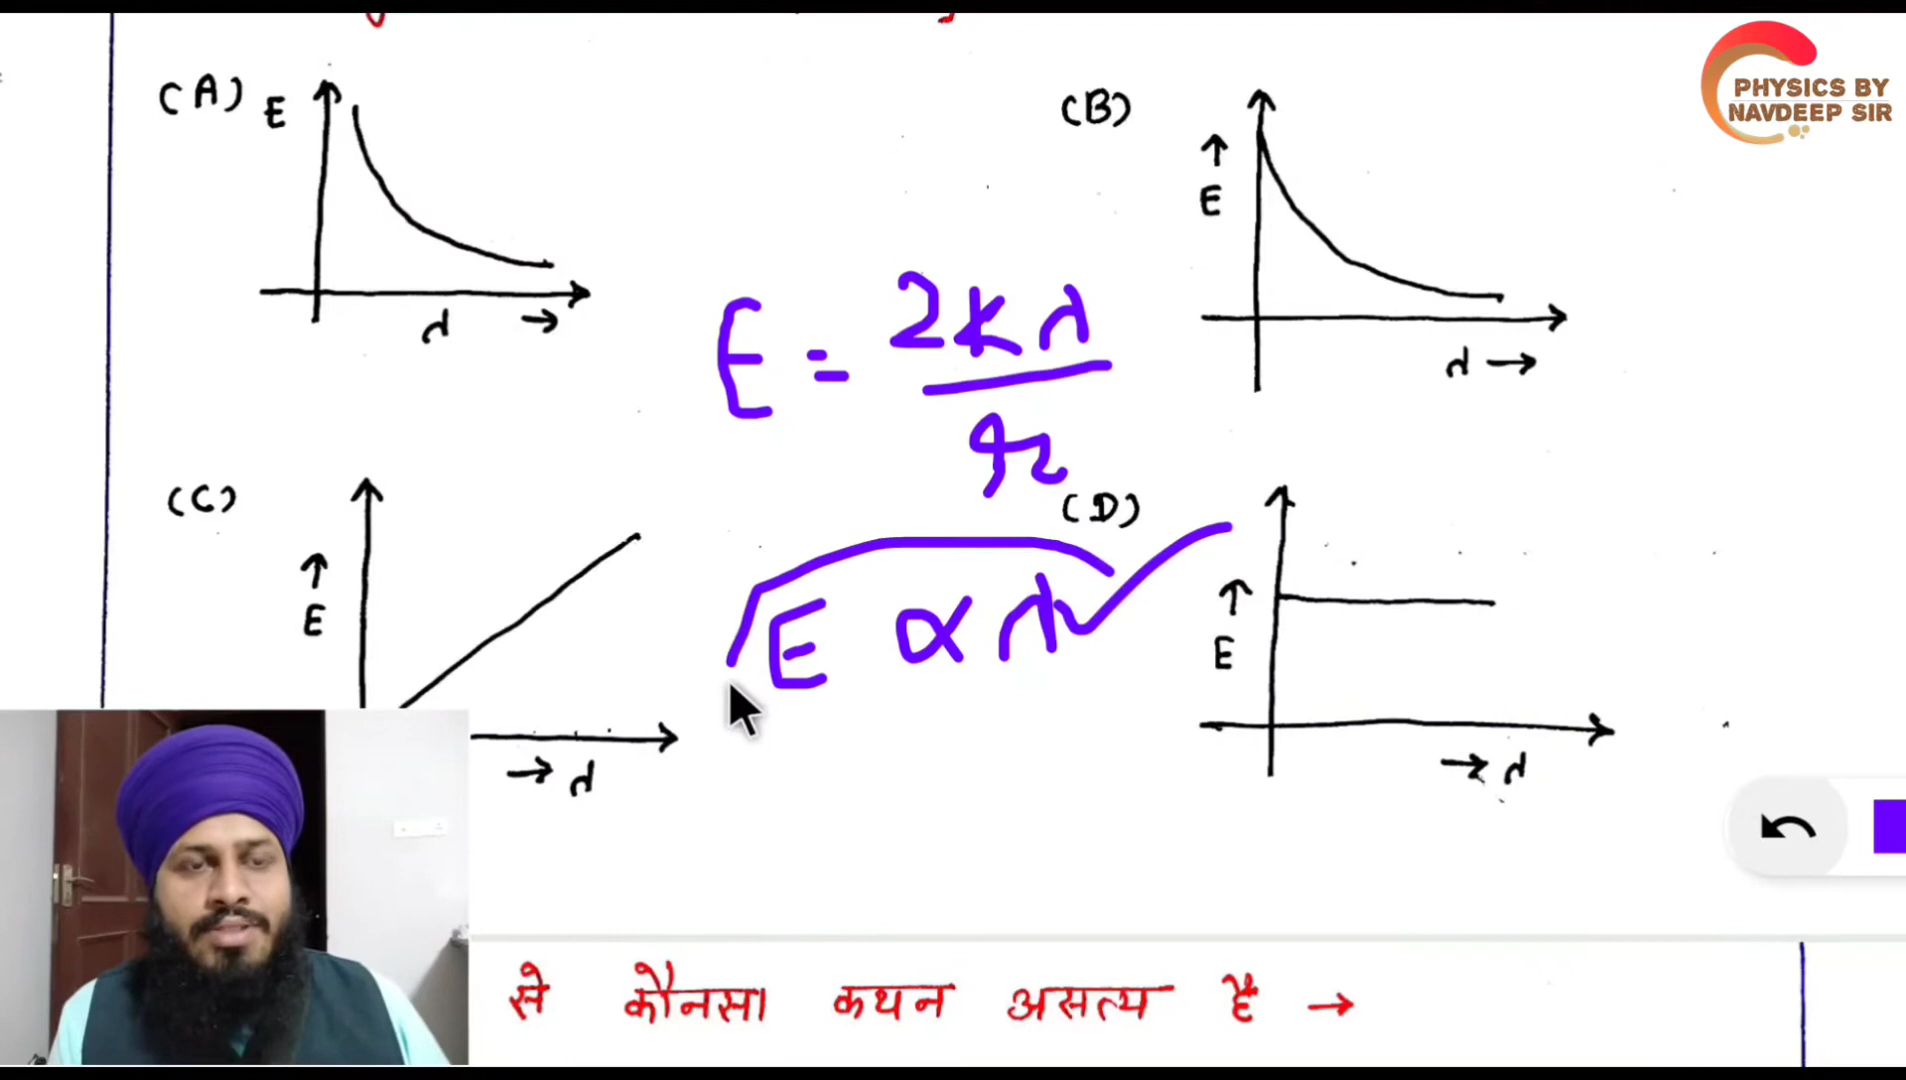 PHYSICS BY
NAVDEEP SIR
(A) E
λ →
(B)
↑
E
λ →
E = 2kλ
r
(C)
↑
E
→ λ
E ∝ λ
(D)
↑
E
→ λ
से कौनसा कथन असत्य है →